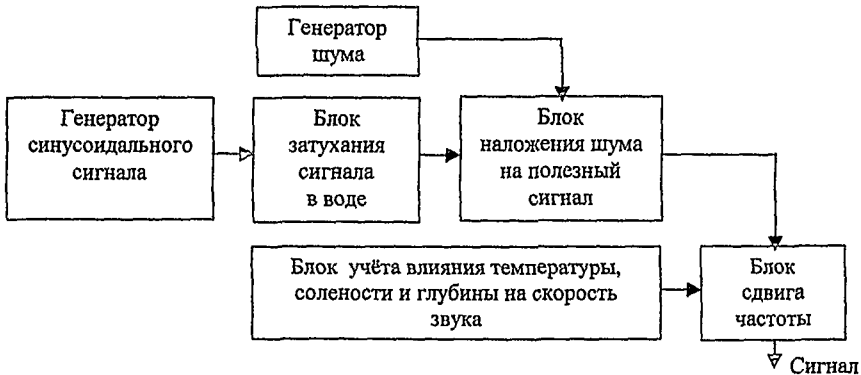 Генератор
шума
Генератор
синусоидального
сигнала
Блок
затухания
сигнала
в воде
Блок
наложения шума
на полезный
сигнал
Блок учёта влияния температуры,
солености и глубины на скорость
звука
Блок
сдвига
частоты
Сигнал